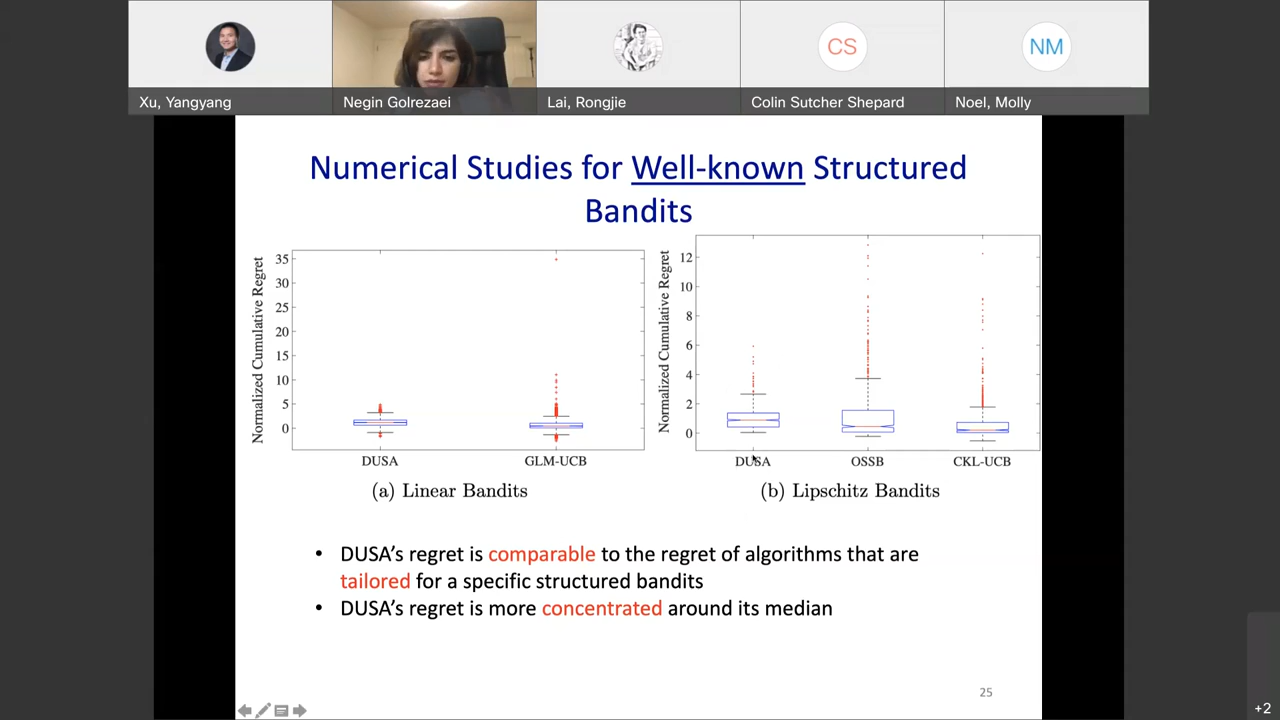 Xu, Yangyang
Negin Golrezaei
Lai, Rongjie
CS
Colin Sutcher Shepard
NM
Noel, Molly
Numerical Studies for Well-known Structured
Bandits
Normalized Cumulative Regret
35
30
25
20
15
10
5
0
DUSA
GLM-UCB
(a) Linear Bandits
Normalized Cumulative Regret
12
10
8
6
4
2
0
DUSA
OSSB
CKL-UCB
(b) Lipschitz Bandits
• DUSA’s regret is comparable to the regret of algorithms that are
tailored for a specific structured bandits
• DUSA’s regret is more concentrated around its median
25
+2